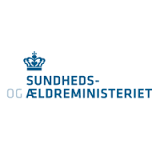 SUNDHEDS-
OG ÆLDREMINISTERIET